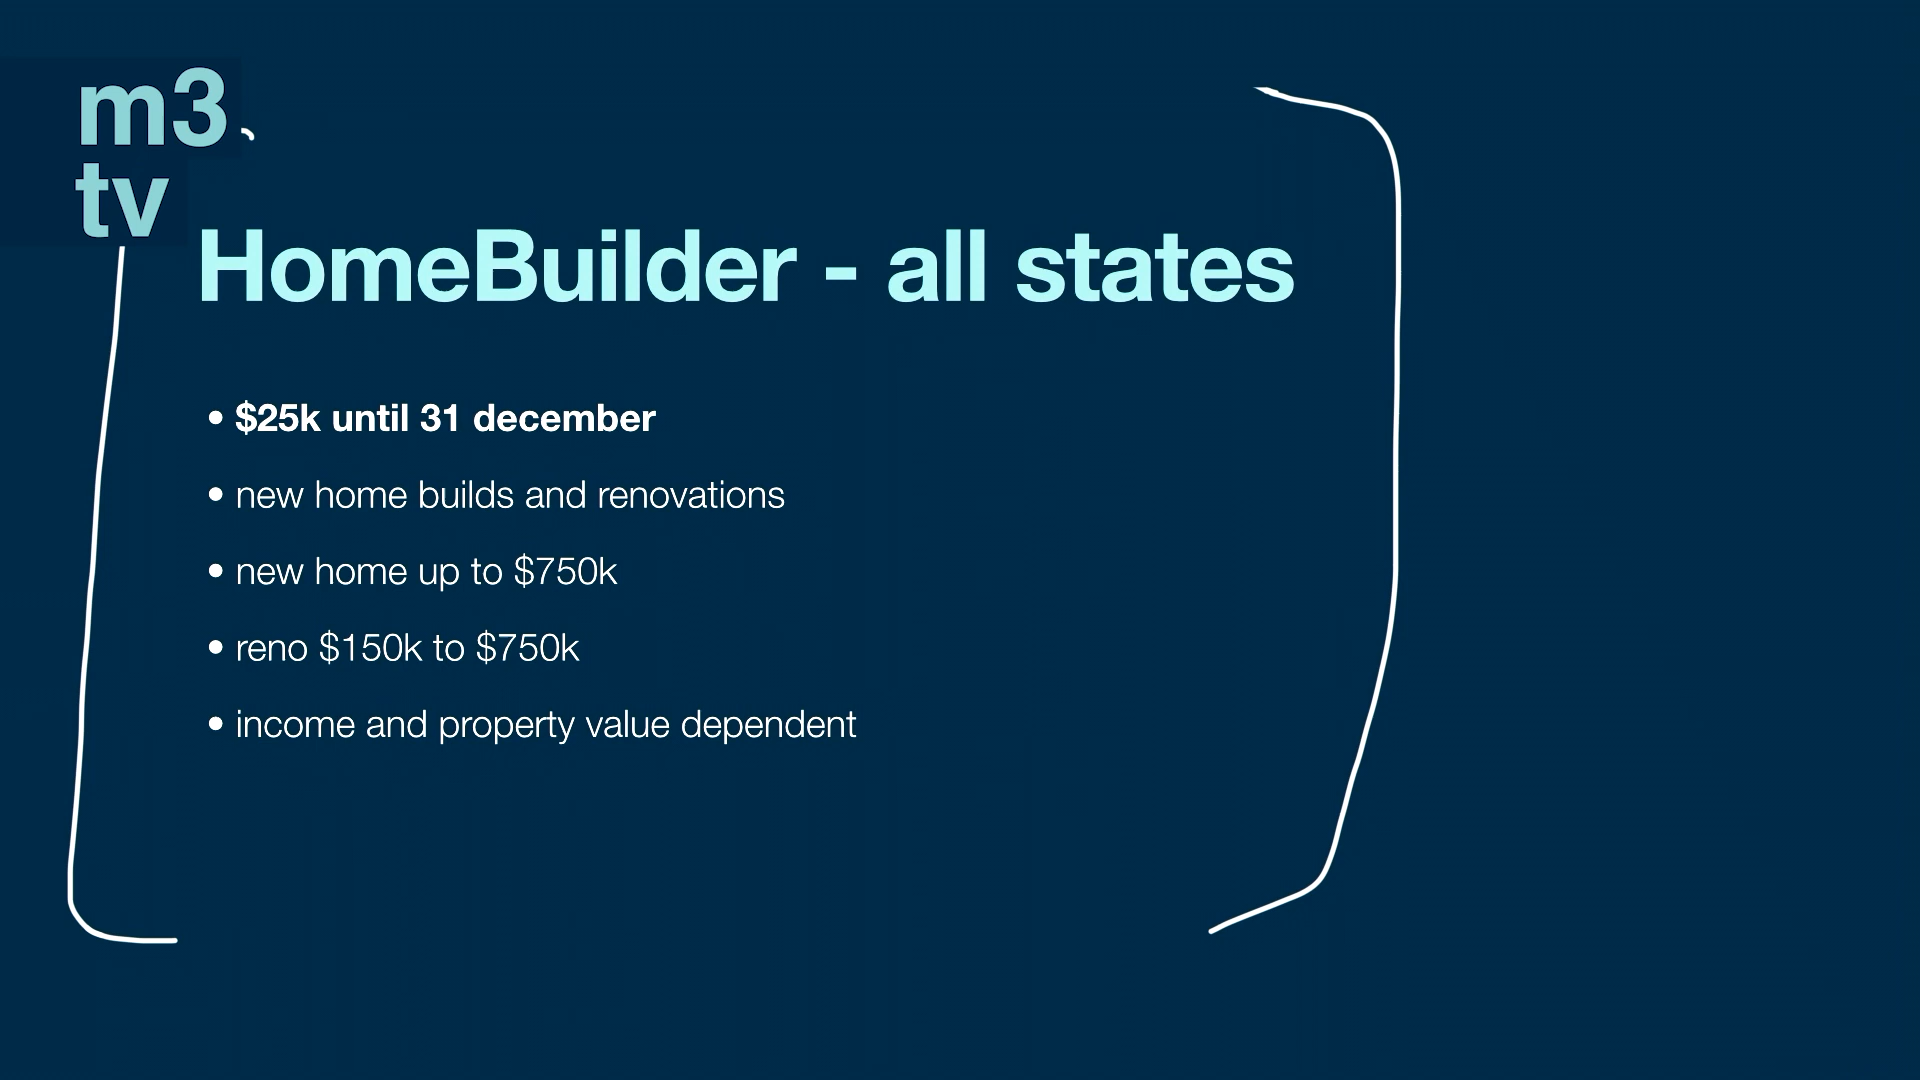 m3
tv
HomeBuilder - all states
• $25k until 31 december
• new home builds and renovations
• new home up to $750k
• reno $150k to $750k
• income and property value dependent